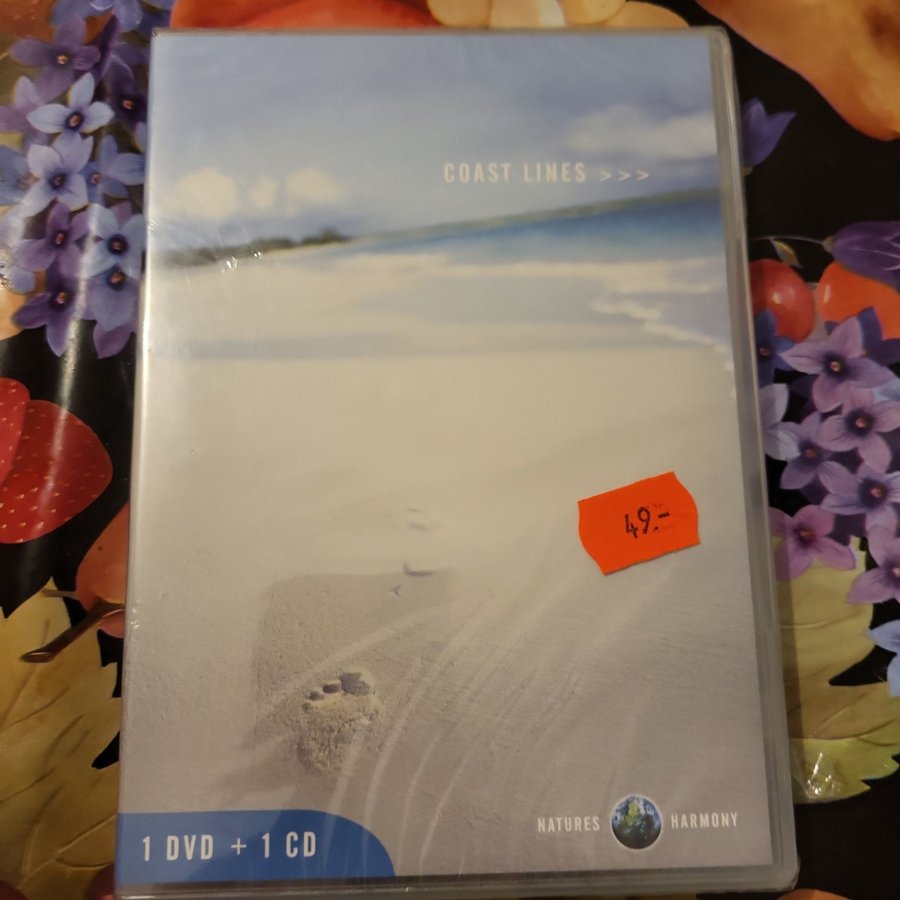 COAST LINES >>>
49.-
1 DVD + 1 CD
NATURES HARMONY